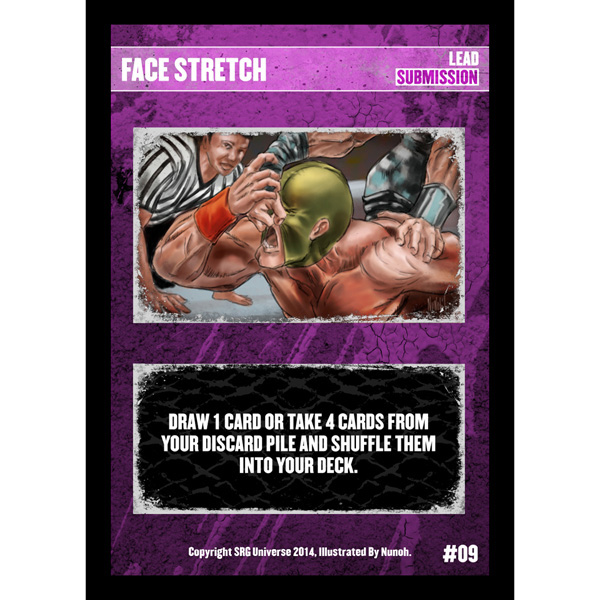 FACE STRETCH
LEAD
SUBMISSION
DRAW 1 CARD OR TAKE 4 CARDS FROM
YOUR DISCARD PILE AND SHUFFLE THEM
INTO YOUR DECK.
Copyright SRG Universe 2014, Illustrated By Nunoh.
#09